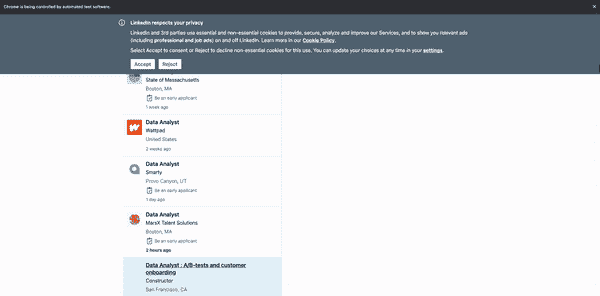 Chrome is being controlled by automated test software.
LinkedIn respects your privacy
LinkedIn and 3rd parties use essential and non-essential cookies to provide, secure, analyze and improve our Services, and to show you relevant ads
(including professional and job ads) on and off LinkedIn. Learn more in our Cookie Policy.
Select Accept to consent or Reject to decline non-essential cookies for this use. You can update your choices at any time in your settings.
Accept Reject
State of Massachusetts
Boston, MA
Be an early applicant
1 week ago
Data Analyst
Wattpad
United States
2 weeks ago
Data Analyst
Smarty
Provo Canyon, UT
Be an early applicant
1 day ago
Data Analyst
MarsX Talent Solutions
Boston, MA
Be an early applicant
3 hours ago
Data Analyst : A/B-tests and customer
onboarding
Constructor
San Francisco, CA